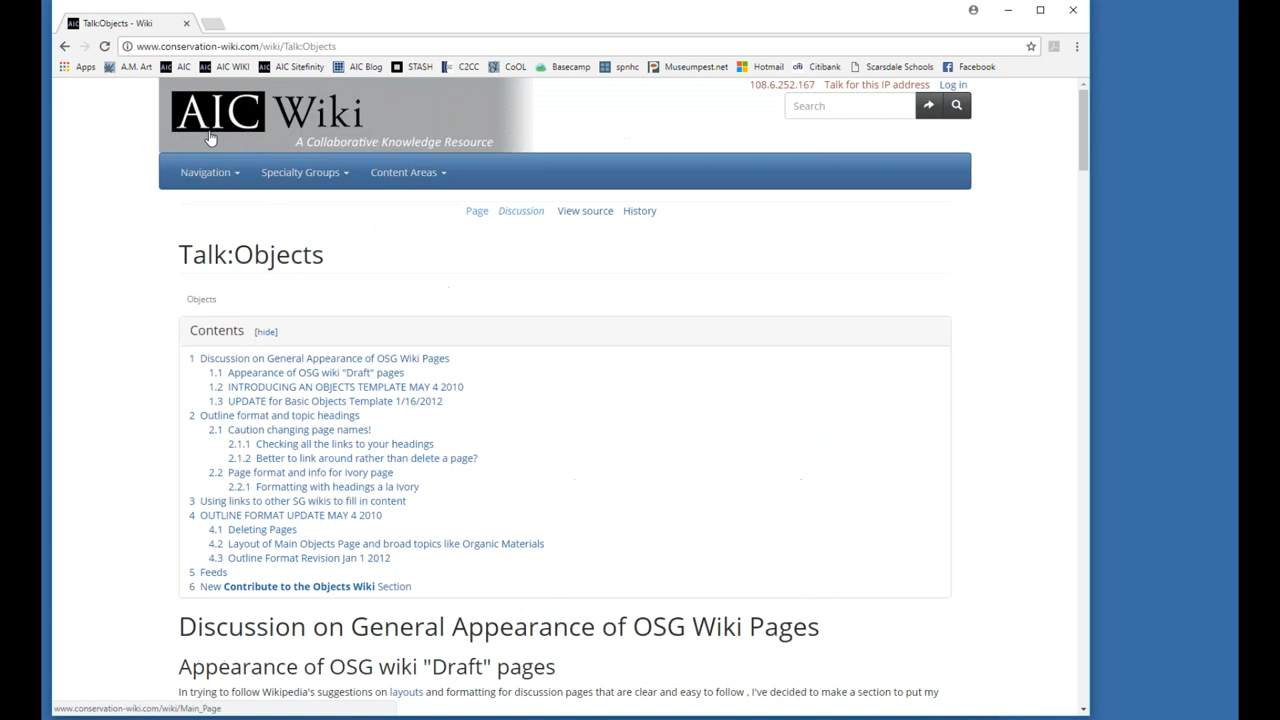 AIC Talk:Objects - Wiki
www.conservation-wiki.com/wiki/Talk:Objects
Apps A.M. Art AIC AIC AIC AIC WIKI AIC AIC Sitefinity AIC Blog STASH C2CC CoOL Basecamp spnhc Museumpest.net Hotmail citi Citibank Scarsdale Schools Facebook
108.6.252.167 Talk for this IP address Log in
AIC Wiki
Search
A Collaborative Knowledge Resource
Navigation Specialty Groups Content Areas
Page Discussion View source History
Talk:Objects
Objects
Contents [hide]
1 Discussion on General Appearance of OSG Wiki Pages
1.1 Appearance of OSG wiki "Draft" pages
1.2 INTRODUCING AN OBJECTS TEMPLATE MAY 4 2010
1.3 UPDATE for Basic Objects Template 1/16/2012
2 Outline format and topic headings
2.1 Caution changing page names!
2.1.1 Checking all the links to your headings
2.1.2 Better to link around rather than delete a page?
2.2 Page format and info for Ivory page
2.2.1 Formatting with headings a la Ivory
3 Using links to other SG wikis to fill in content
4 OUTLINE FORMAT UPDATE MAY 4 2010
4.1 Deleting Pages
4.2 Layout of Main Objects Page and broad topics like Organic Materials
4.3 Outline Format Revision Jan 1 2012
5 Feeds
6 New Contribute to the Objects Wiki Section
Discussion on General Appearance of OSG Wiki Pages
Appearance of OSG wiki "Draft" pages
In trying to follow Wikipedia's suggestions on layouts and formatting for discussion pages that are clear and easy to follow , I've decided to make a section to put my
www.conservation-wiki.com/wiki/Main_Page